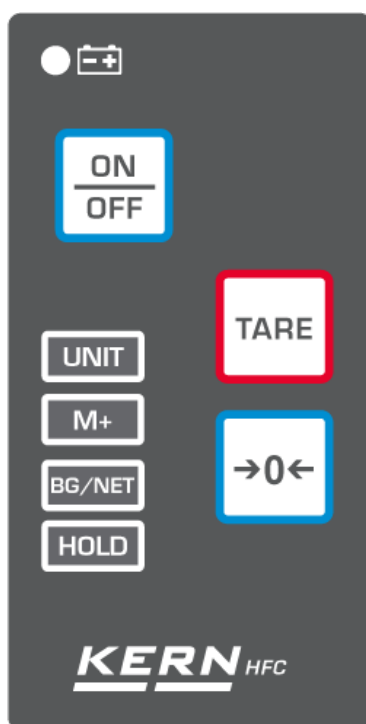 ON
OFF
TARE
UNIT
M+
→0←
BG/NET
HOLD
KERN HFC